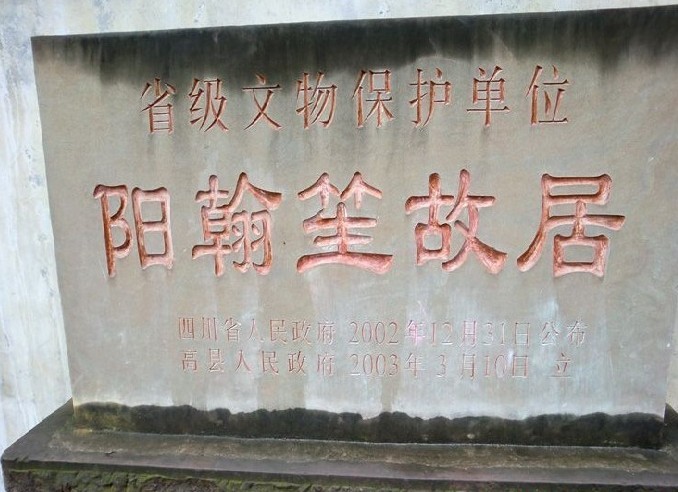 省级文物保护单位
阳翰笙故居
四川省人民政府 2002年12月31日公布
高县人民政府 2003年3月10日 立